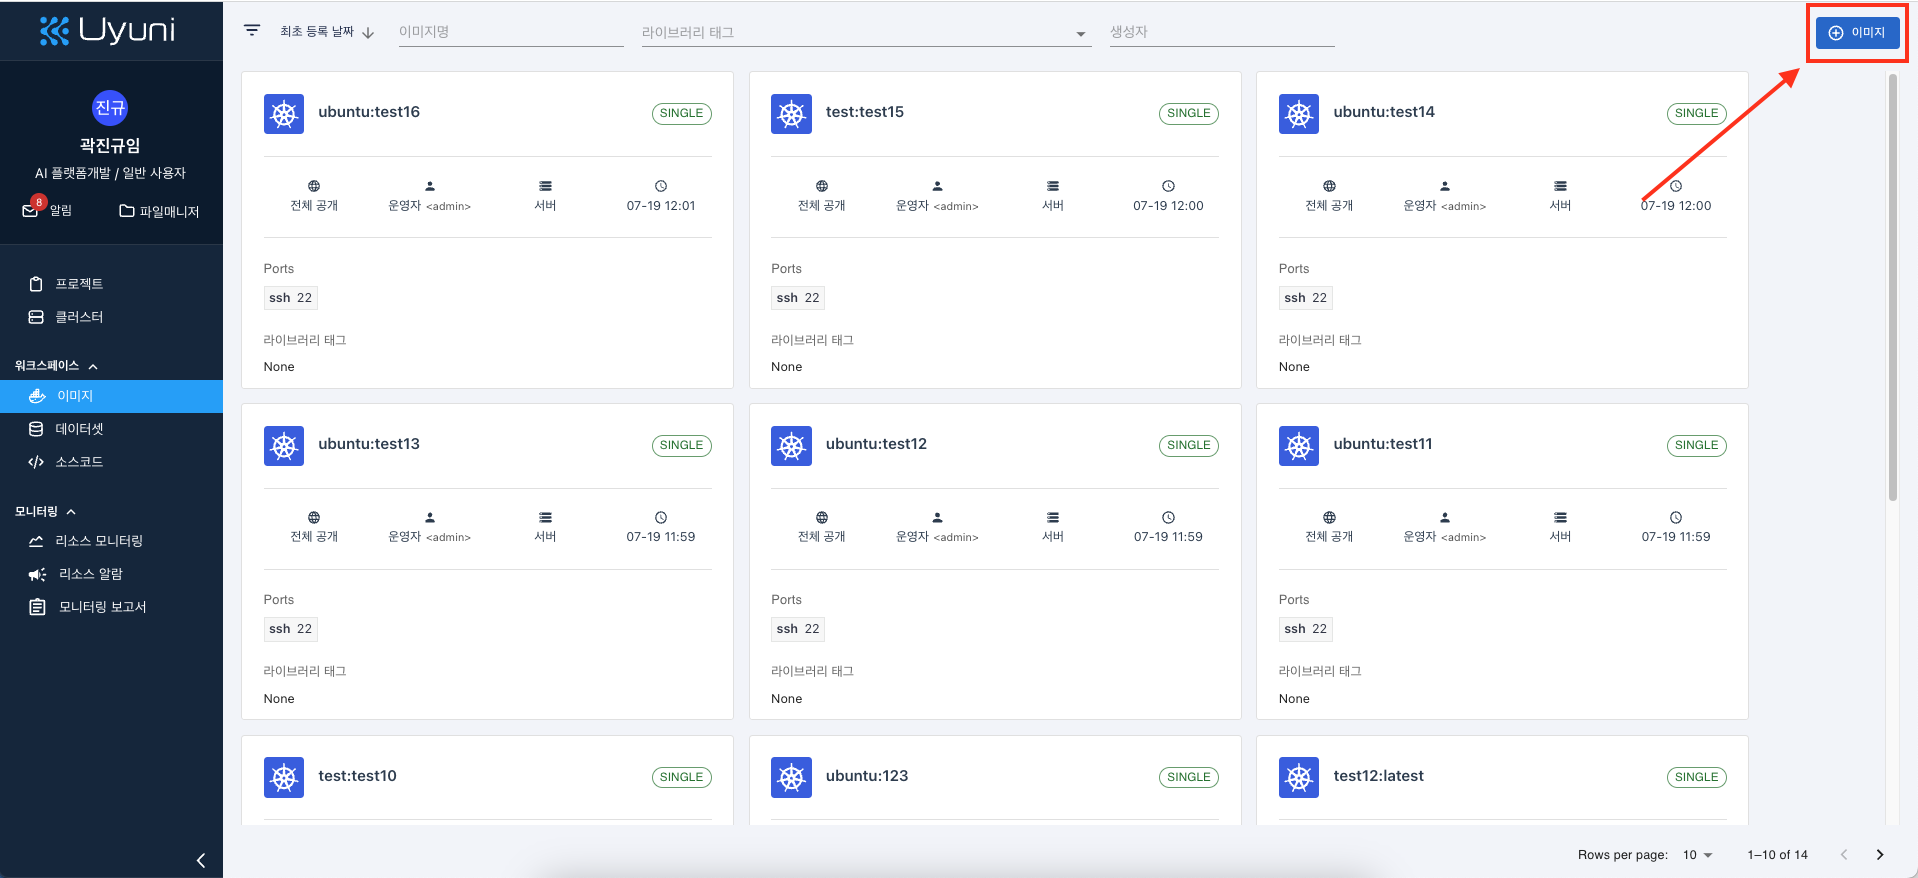 Uyuni
진규
곽진규임
AI 플랫폼개발 / 일반 사용자
8
알림
파일매니저
프로젝트
클러스터
워크스페이스
이미지
데이터셋
소스코드
모니터링
리소스 모니터링
리소스 알람
모니터링 보고서
최초 등록 날짜
이미지명
라이브러리 태그
생성자
이미지
ubuntu:test16
SINGLE
전체 공개
운영자 <admin>
서버
07-19 12:01
Ports
ssh 22
라이브러리 태그
None
test:test15
SINGLE
전체 공개
운영자 <admin>
서버
07-19 12:00
Ports
ssh 22
라이브러리 태그
None
ubuntu:test14
SINGLE
전체 공개
운영자 <admin>
서버
07-19 12:00
Ports
ssh 22
라이브러리 태그
None
ubuntu:test13
SINGLE
전체 공개
운영자 <admin>
서버
07-19 11:59
Ports
ssh 22
라이브러리 태그
None
ubuntu:test12
SINGLE
전체 공개
운영자 <admin>
서버
07-19 11:59
Ports
ssh 22
라이브러리 태그
None
ubuntu:test11
SINGLE
전체 공개
운영자 <admin>
서버
07-19 11:59
Ports
ssh 22
라이브러리 태그
None
test:test10
SINGLE
ubuntu:123
SINGLE
test12:latest
SINGLE
Rows per page: 10
1–10 of 14